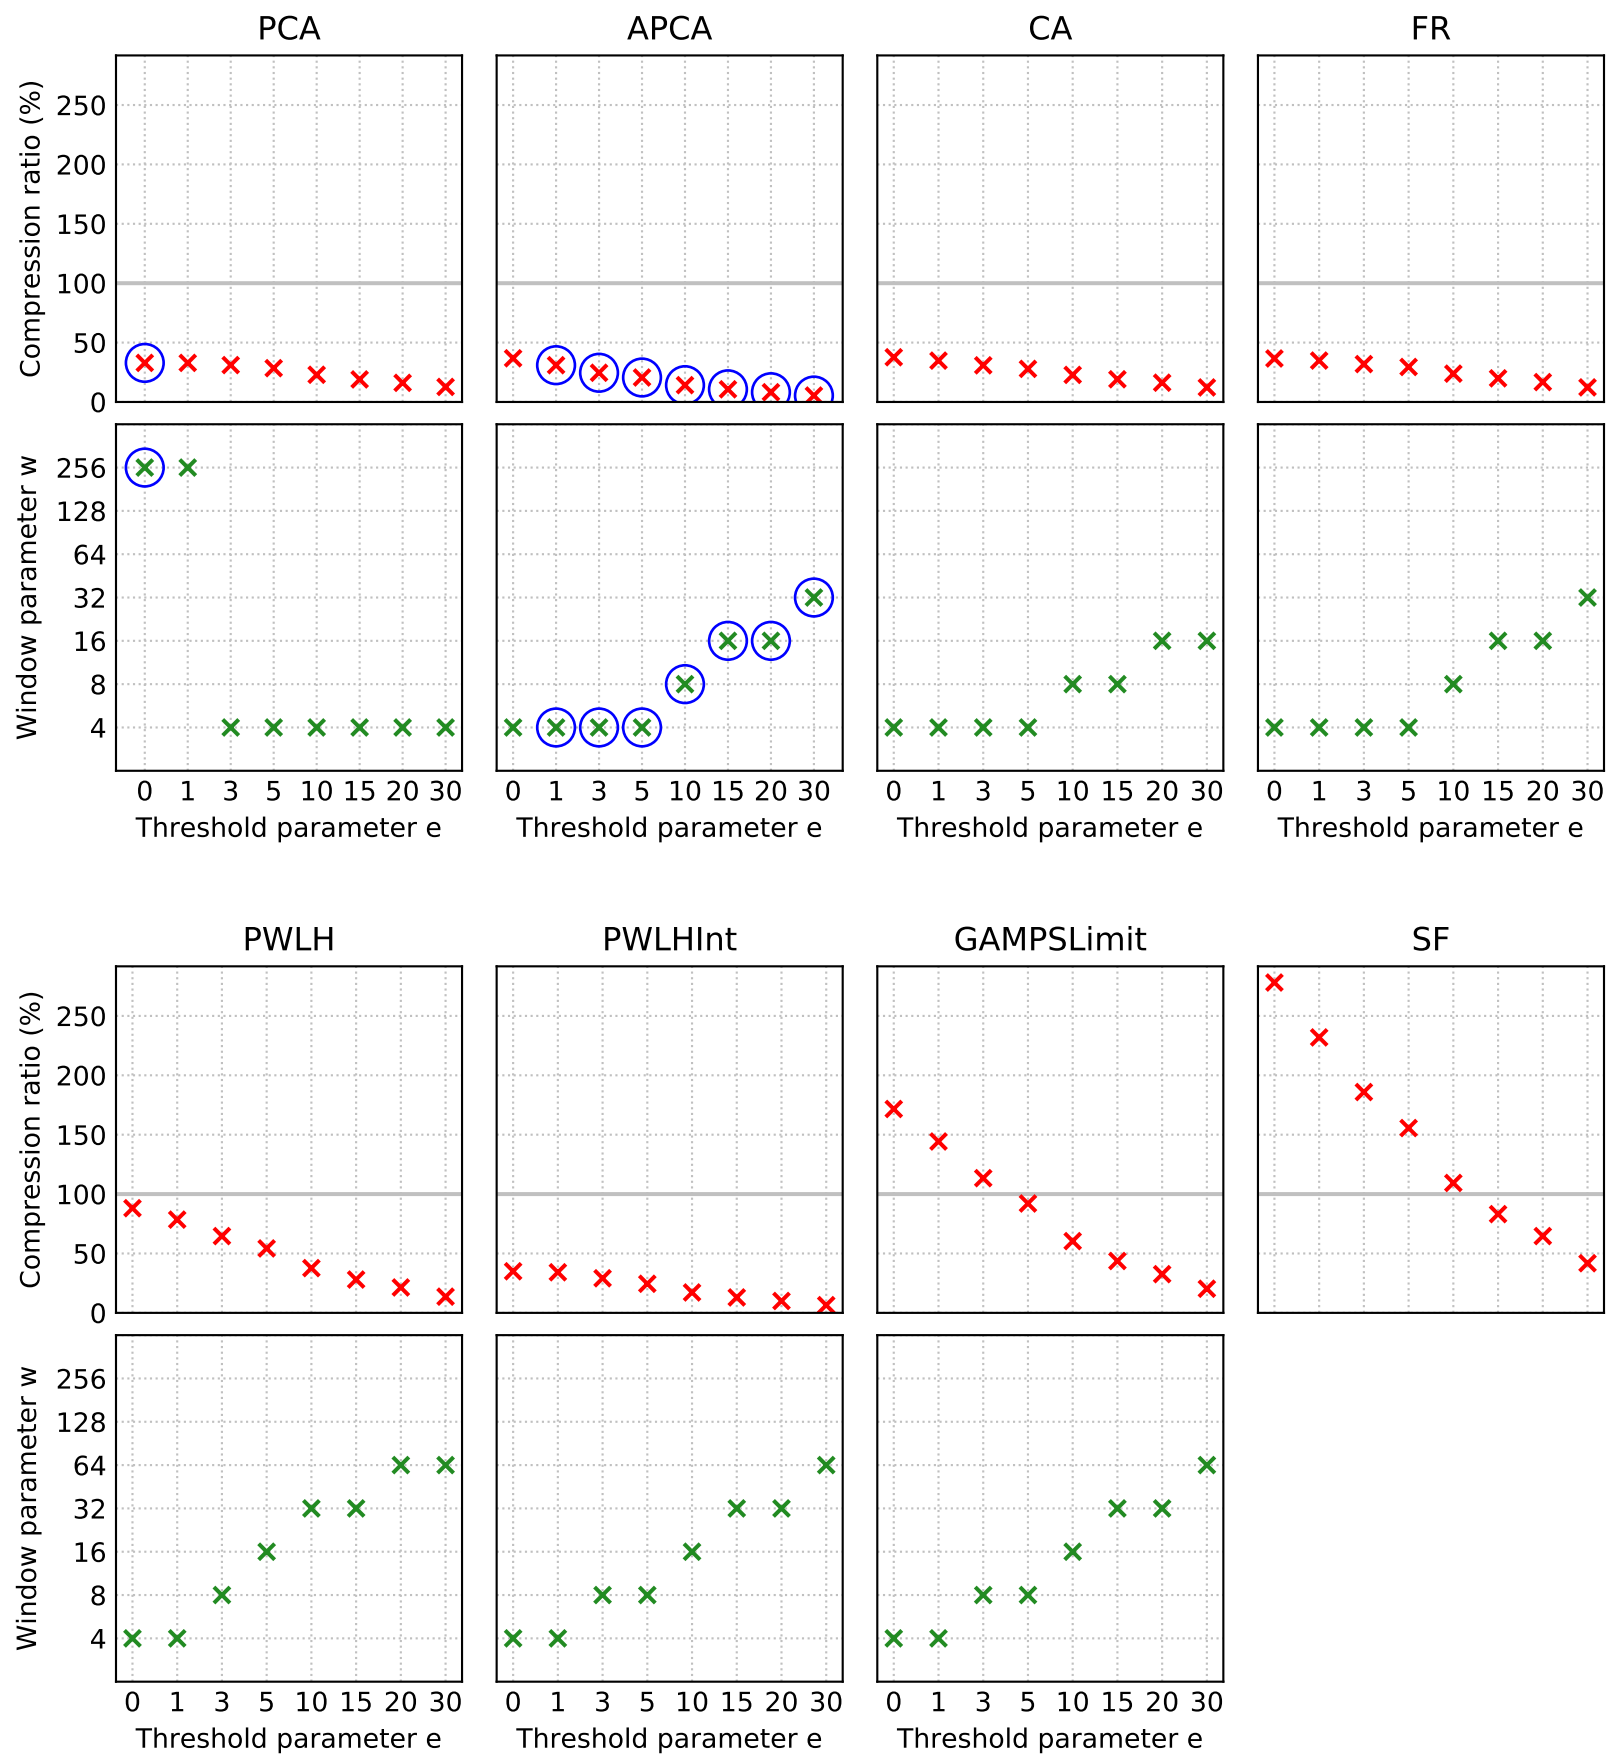 PCA APCA CA FR
Compression ratio (%)
250
200
150
100
50
0
Window parameter w
256
128
64
32
16
8
4
0 1 3 5 10 15 20 30 0 1 3 5 10 15 20 30 0 1 3 5 10 15 20 30 0 1 3 5 10 15 20 30
Threshold parameter e Threshold parameter e Threshold parameter e Threshold parameter e
PWLH PWLHInt GAMPSLimit SF
Compression ratio (%)
250
200
150
100
50
0
Window parameter w
256
128
64
32
16
8
4
0 1 3 5 10 15 20 30 0 1 3 5 10 15 20 30 0 1 3 5 10 15 20 30
Threshold parameter e Threshold parameter e Threshold parameter e